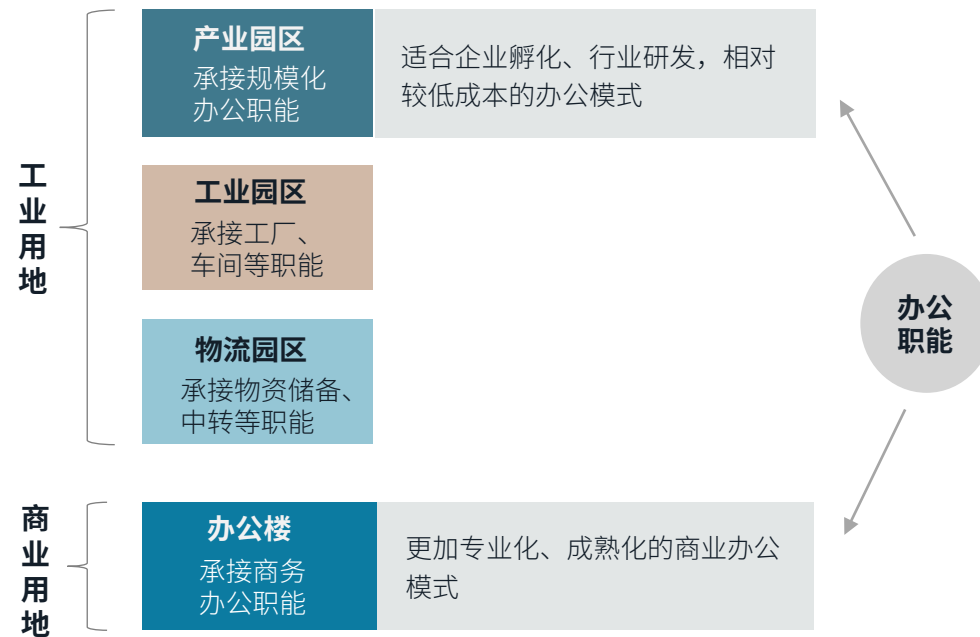 工业用地
产业园区
承接规模化
办公职能
适合企业孵化、行业研发，相对
较低成本的办公模式
工业园区
承接工厂、
车间等职能
物流园区
承接物资储备、
中转等职能
办公
职能
商业用地
办公楼
承接商务
办公职能
更加专业化、成熟化的商业办公
模式